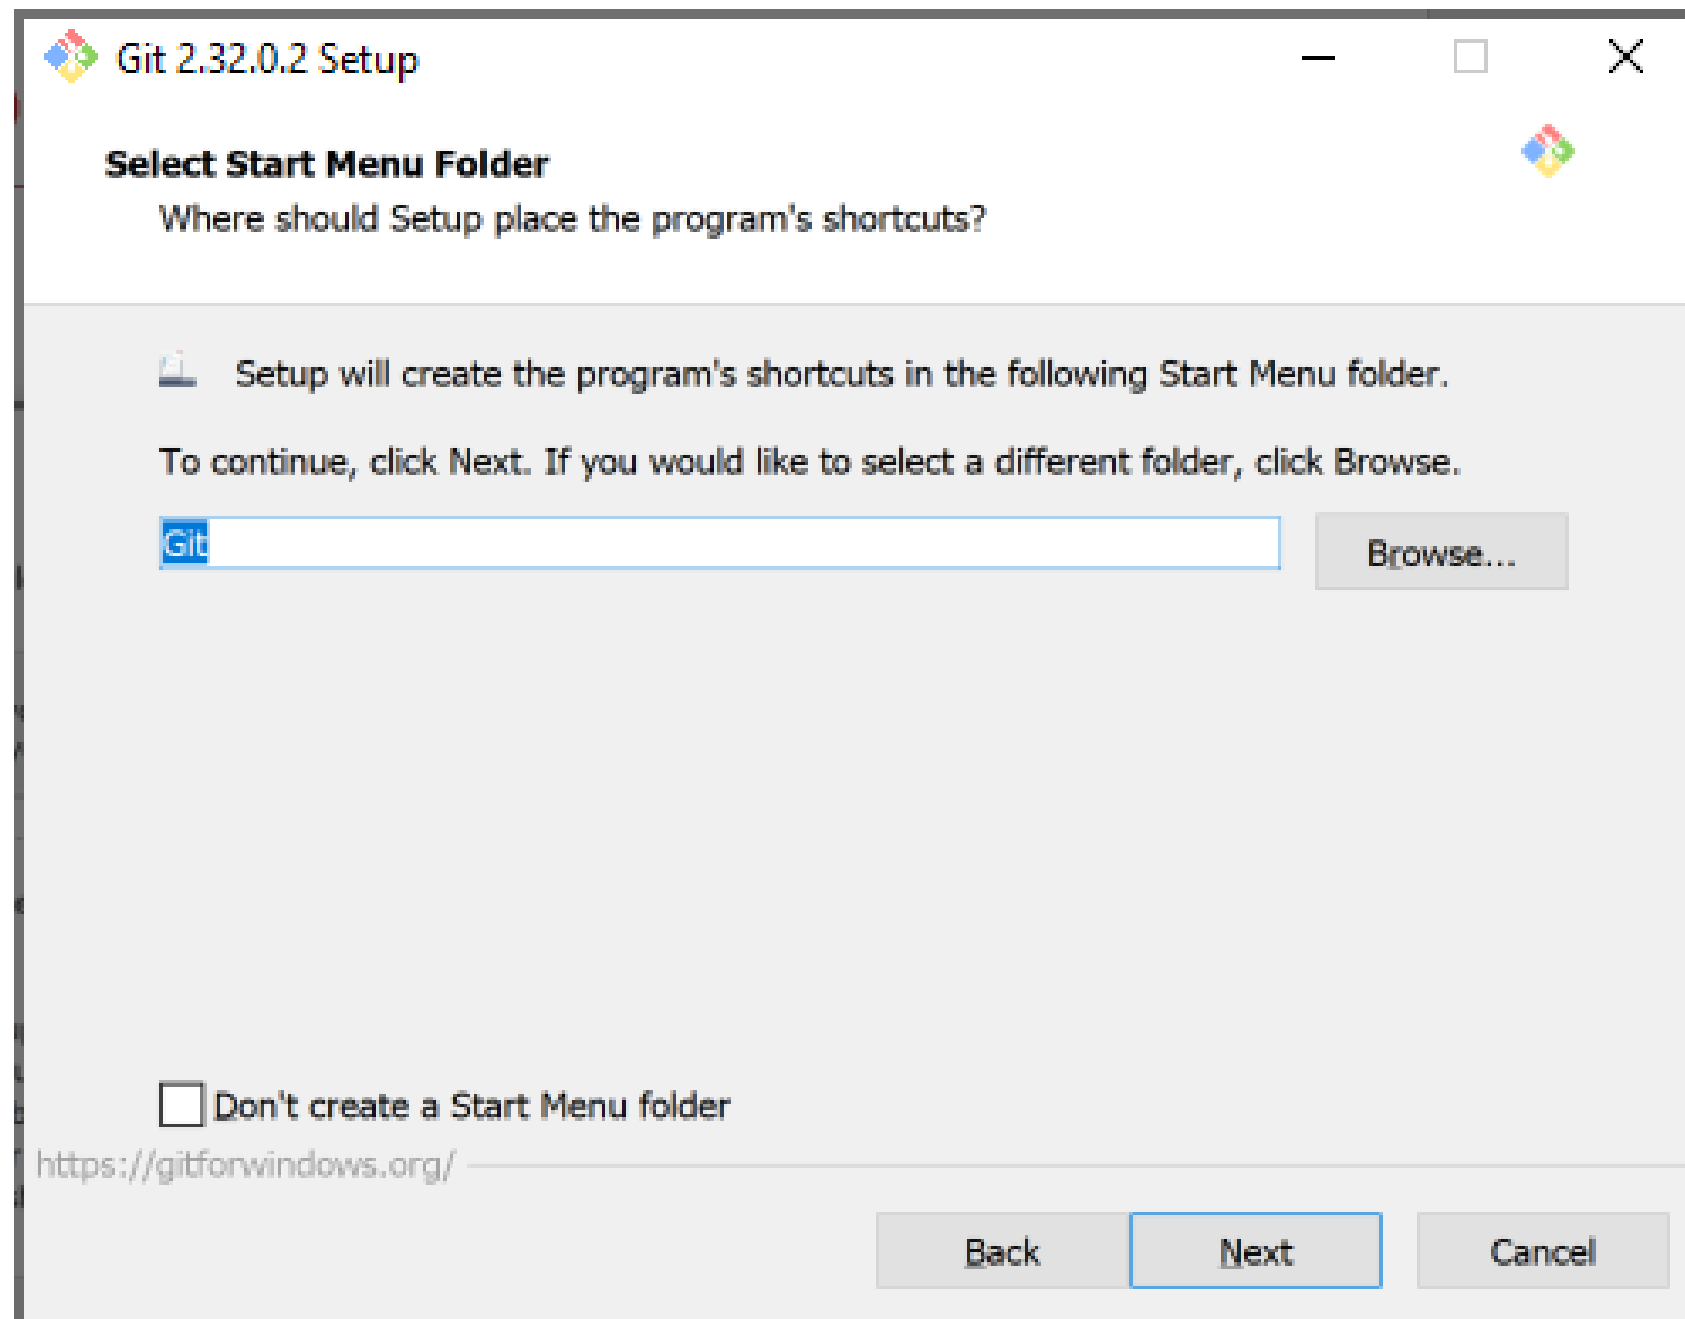 Git 2.32.0.2 Setup
Select Start Menu Folder
Where should Setup place the program's shortcuts?
Setup will create the program's shortcuts in the following Start Menu folder.
To continue, click Next. If you would like to select a different folder, click Browse.
Git
Browse...
Don't create a Start Menu folder
https://gitforwindows.org/
Back
Next
Cancel